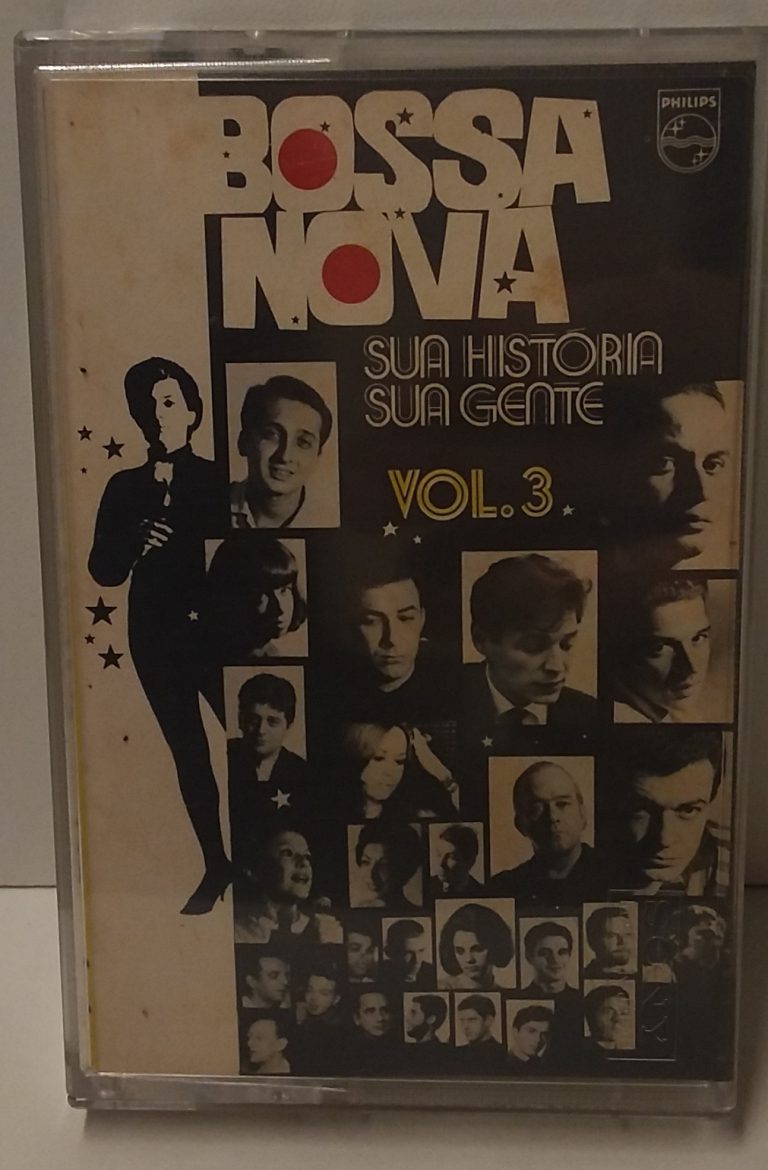 BOSSA
NOVA
PHILIPS
SUA HISTÓRIA
SUA GENTE
VOL. 3